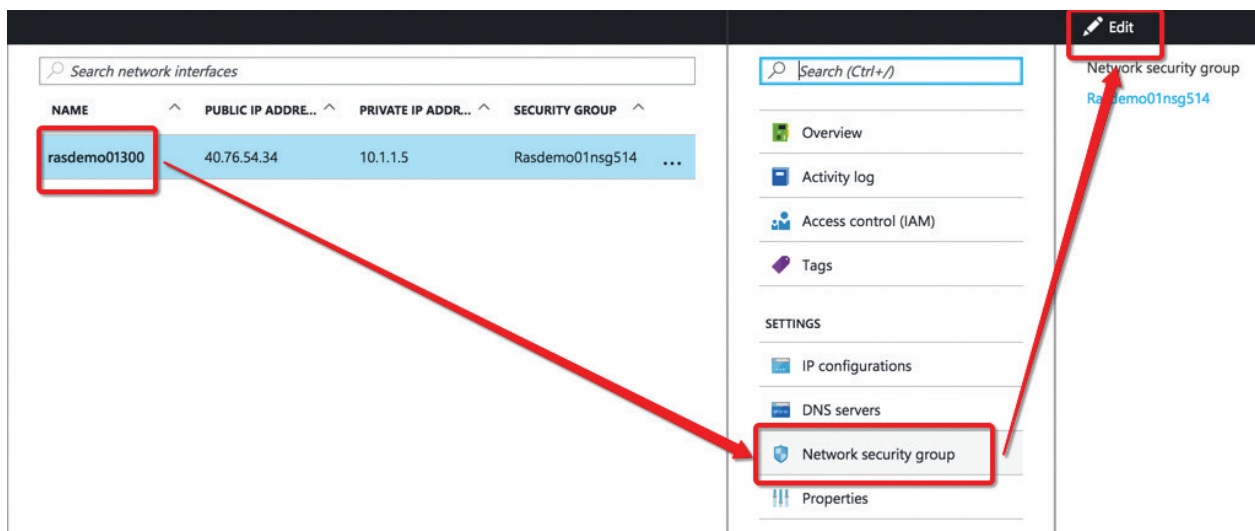 Edit
Search network interfaces
NAME PUBLIC IP ADDRE... PRIVATE IP ADDR... SECURITY GROUP
rasdemo01300 40.76.54.34 10.1.1.5 Rasdemo01nsg514 ...
Search (Ctrl+/)
Overview
Activity log
Access control (IAM)
Tags
SETTINGS
IP configurations
DNS servers
Network security group
Properties
Network security group
Rasdemo01nsg514